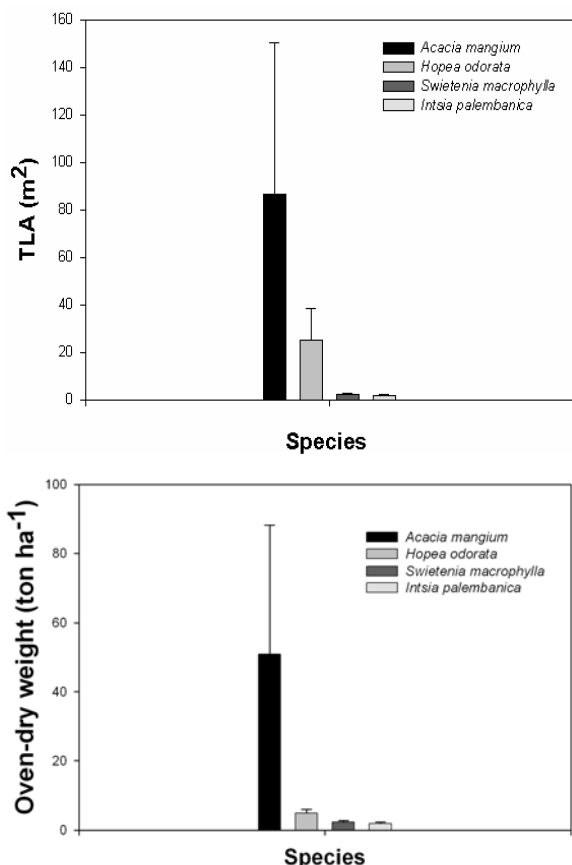 160
140
120
100
80
60
40
20
0
TLA (m²)
Acacia mangium
Hopea odorata
Swietenia macrophylla
Intsia palembanica
Species
100
80
60
40
20
0
Oven-dry weight (ton ha⁻¹)
Acacia mangium
Hopea odorata
Swietenia macrophylla
Intsia palembanica
Species